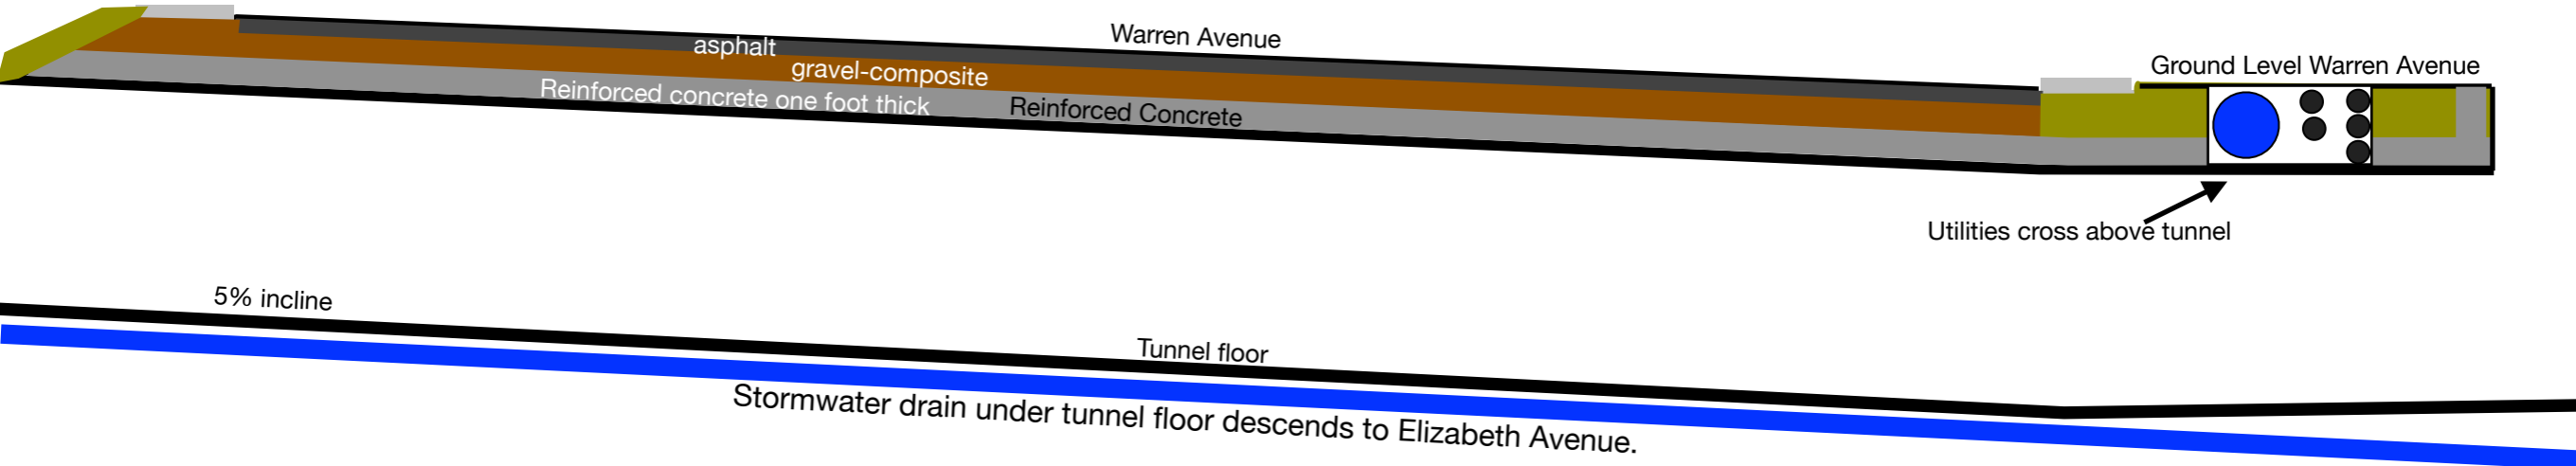 Warren Avenue
asphalt
Ground Level Warren Avenue
gravel-composite
Reinforced concrete one foot thick
Reinforced Concrete
Utilities cross above tunnel
5% incline
Tunnel floor
Stormwater drain under tunnel floor descends to Elizabeth Avenue.